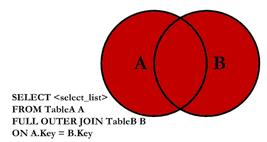 A B
SELECT <select_list>
FROM TableA A
FULL OUTER JOIN TableB B
ON A.Key = B.Key